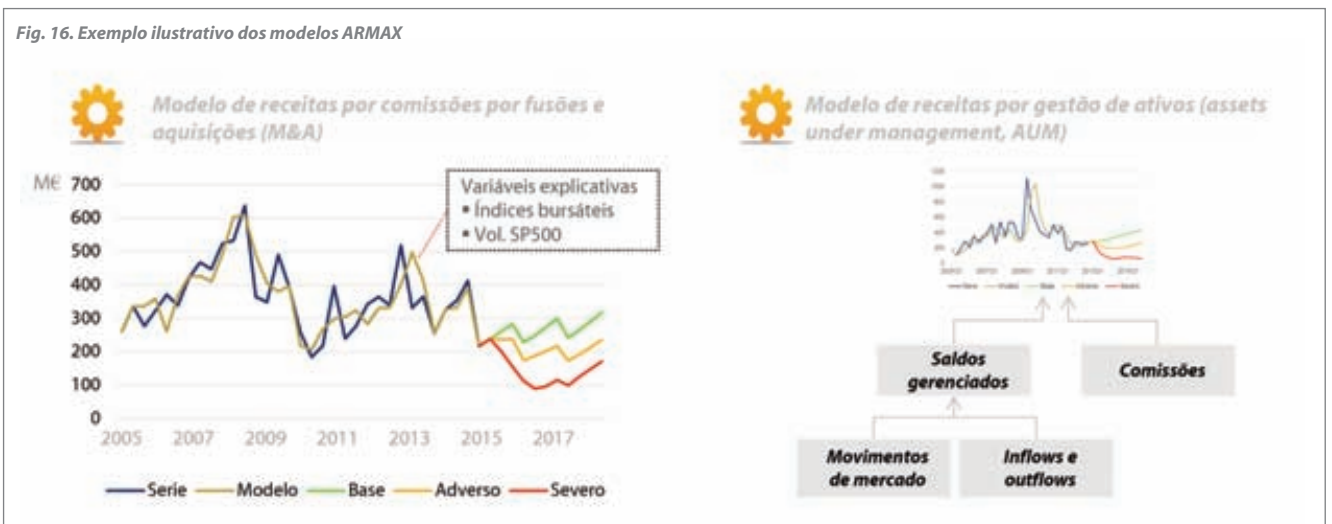 Fig. 16. Exemplo ilustrativo dos modelos ARMAX
Modelo de receitas por comissões por fusões e
aquisições (M&A)
M€
700
600
500
400
300
200
100
0
2005 2007 2009 2011 2013 2015 2017
Variáveis explicativas
▪ Índices bursáteis
▪ Vol. SP500
Serie Modelo Base Adverso Severo
Modelo de receitas por gestão de ativos (assets
under management, AUM)
Saldos
gerenciados
Comissões
Movimentos
de mercado
Inflows e
outflows